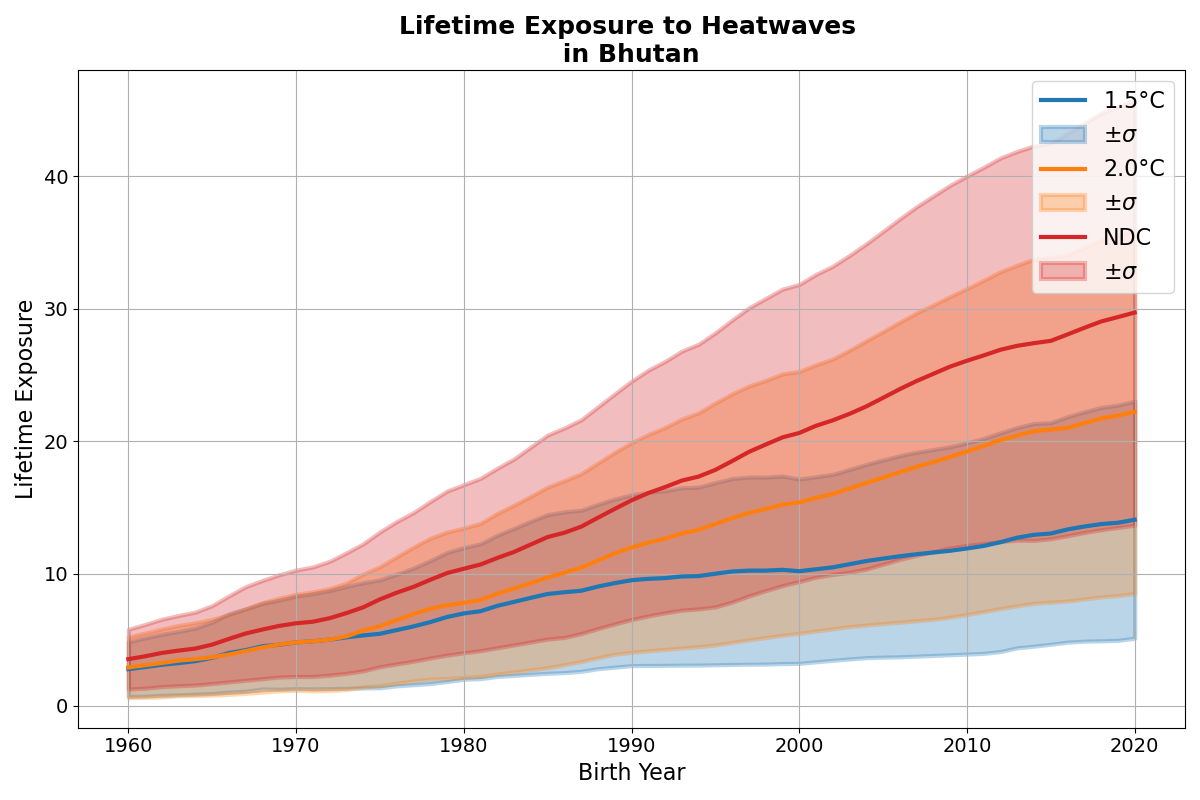 Lifetime Exposure to Heatwaves
in Bhutan
1.5°C
±σ
2.0°C
±σ
NDC
±σ
Lifetime Exposure
40
30
20
10
0
1960
1970
1980
1990
2000
2010
2020
Birth Year